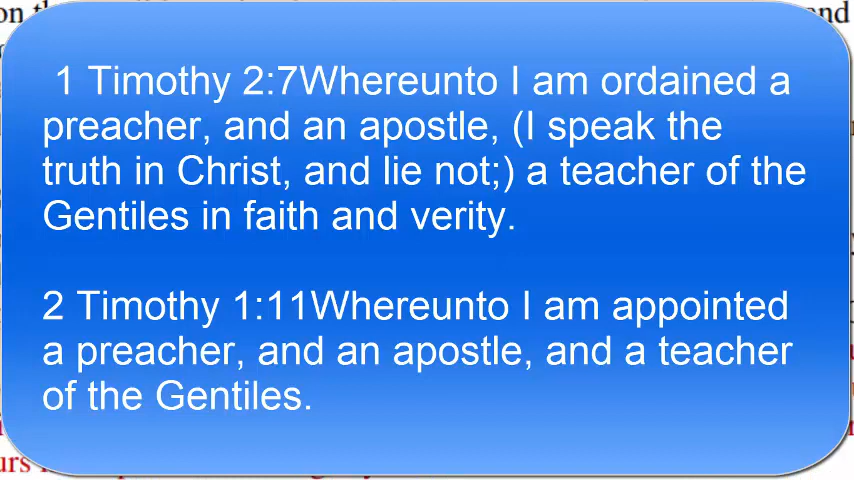 on
and
1 Timothy 2:7Whereunto I am ordained a
preacher, and an apostle, (I speak the
truth in Christ, and lie not;) a teacher of the
Gentiles in faith and verity.
2 Timothy 1:11Whereunto I am appointed
a preacher, and an apostle, and a teacher
of the Gentiles.